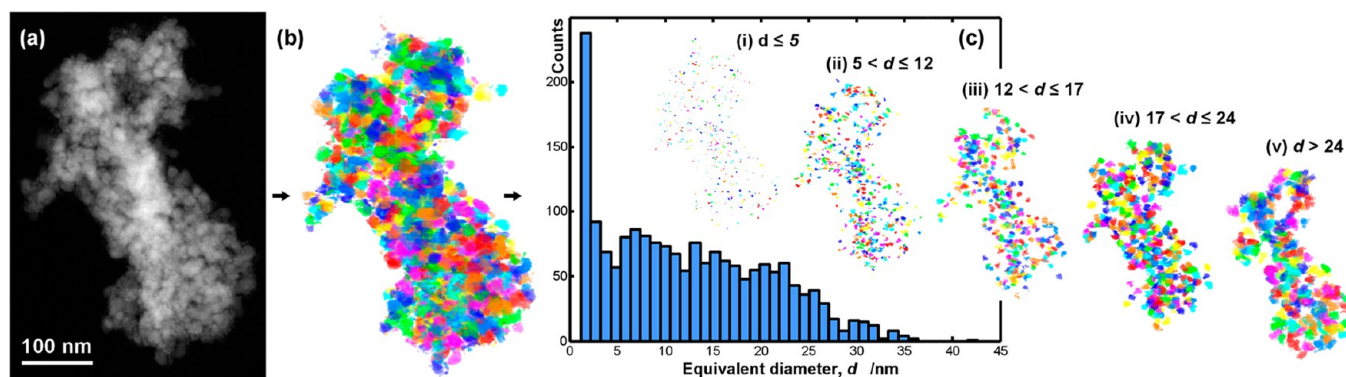 (a)
100 nm
(b)
(c)
Counts
200
150
100
50
0
0 5 10 15 20 25 30 35 40 45
Equivalent diameter, d /nm
(i) d ≤ 5
(ii) 5 < d ≤ 12
(iii) 12 < d ≤ 17
(iv) 17 < d ≤ 24
(v) d > 24